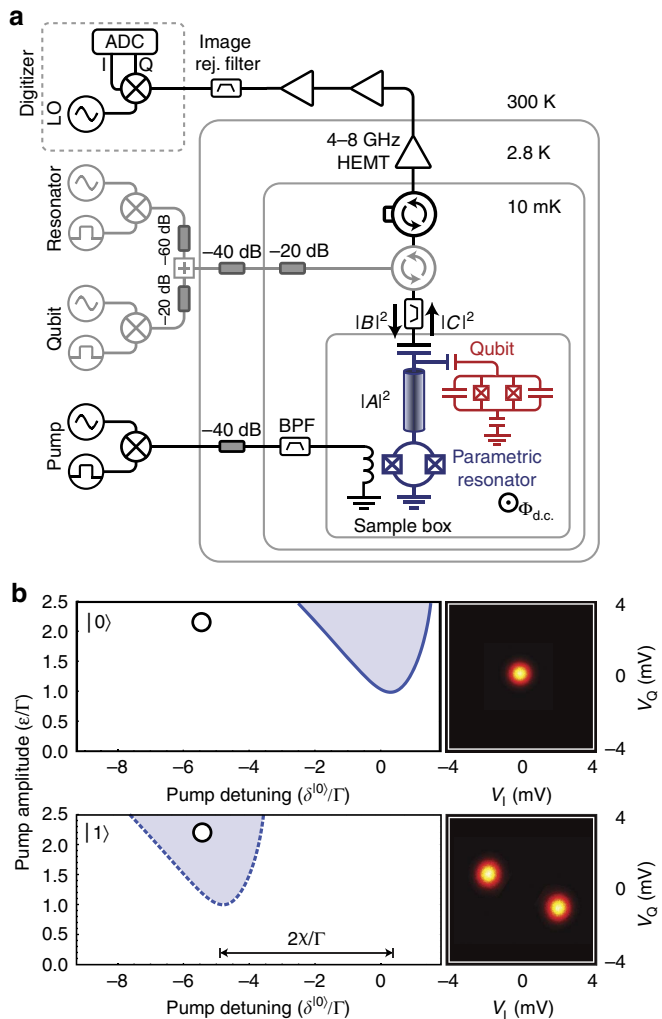 a
ADC
I Q
Digitizer
LO
Image
rej. filter
300 K
4–8 GHz
HEMT
2.8 K
10 mK
Resonator
–60 dB
–40 dB
–20 dB
–20 dB
Qubit
|B|²
|C|²
Qubit
|A|²
Pump
–40 dB
BPF
Parametric
resonator
Φd.c.
Sample box
b
Pump amplitude (ε/Γ)
2.5
2.0
1.5
1.0
0.5
0.0
|0⟩
–8 –6 –4 –2 0
Pump detuning (δ|0⟩/Γ)
4
0
–4
VQ (mV)
–4 0 4
VI (mV)
2.5
2.0
1.5
1.0
0.5
0.0
|1⟩
2χ/Γ
–8 –6 –4 –2 0
Pump detuning (δ|0⟩/Γ)
4
0
–4
VQ (mV)
–4 0 4
VI (mV)